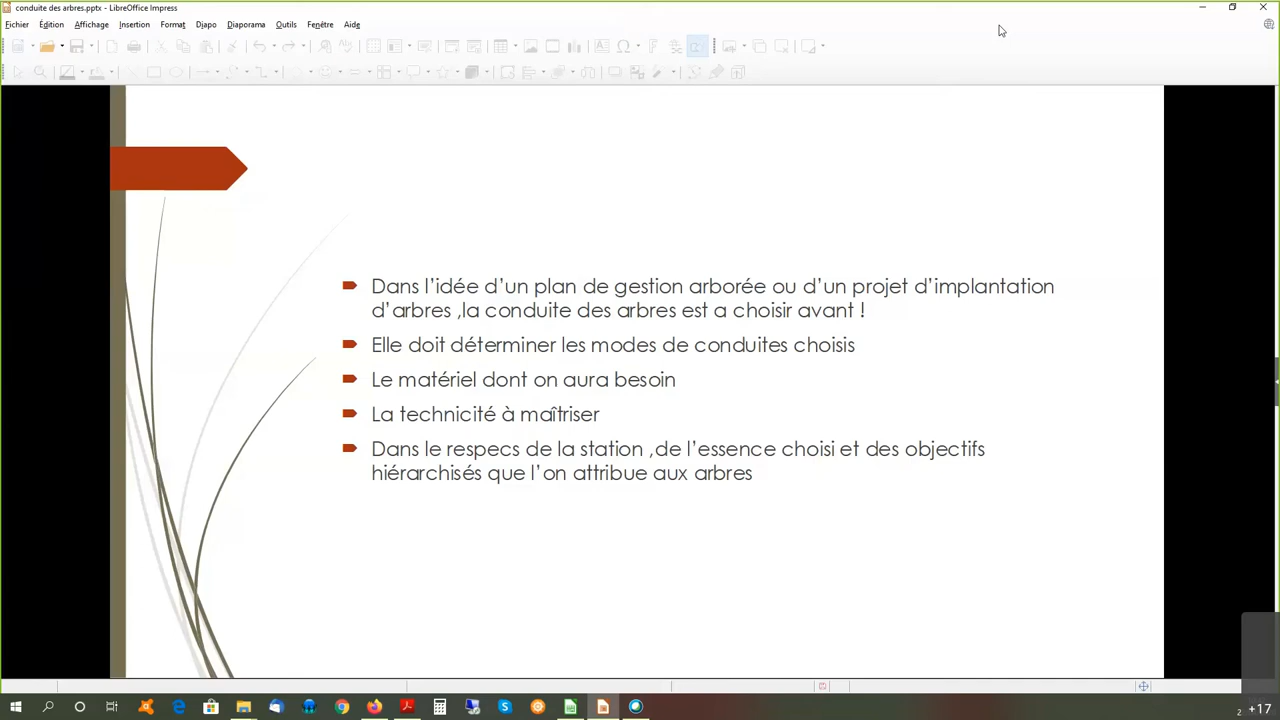 conduite des arbres.pptx - LibreOffice Impress
Fichier Édition Affichage Insertion Format Diapo Diaporama Outils Fenêtre Aide
Dans l’idée d’un plan de gestion arborée ou d’un projet d’implantation
d’arbres ,la conduite des arbres est a choisir avant !
Elle doit déterminer les modes de conduites choisis
Le matériel dont on aura besoin
La technicité à maîtriser
Dans le respecs de la station ,de l’essence choisi et des objectifs
hiérarchisés que l’on attribue aux arbres
2 +17